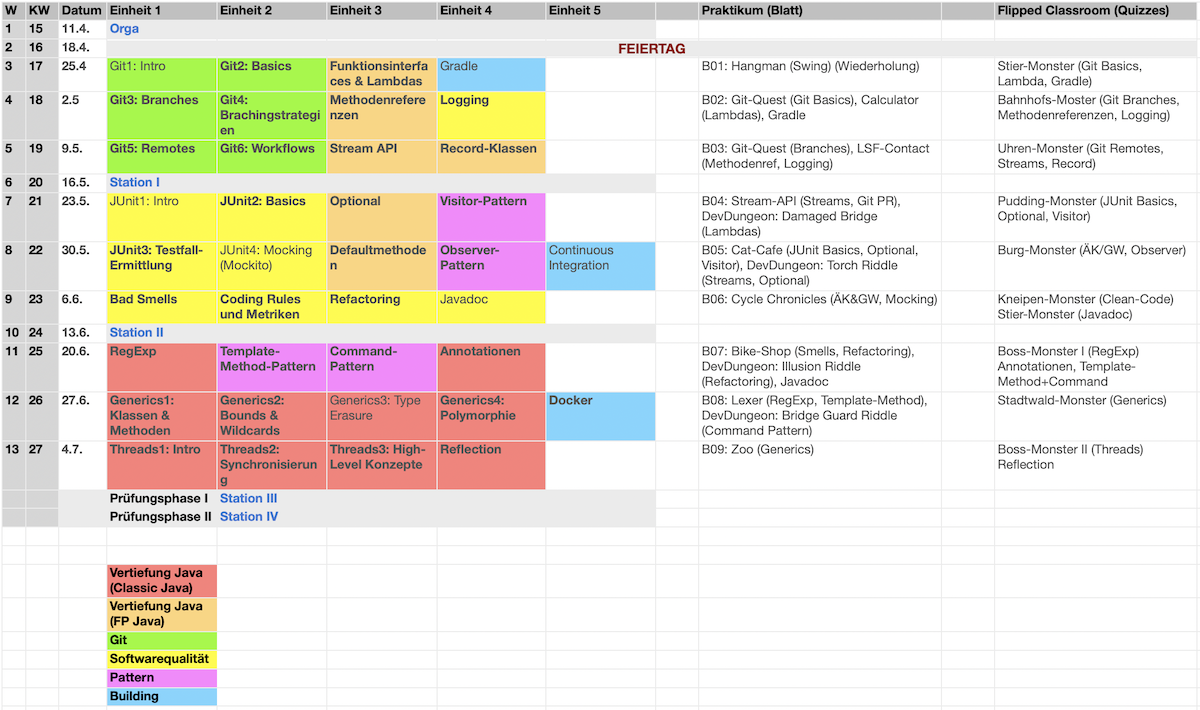 W KW Datum Einheit 1 Einheit 2 Einheit 3 Einheit 4 Einheit 5 Praktikum (Blatt) Flipped Classroom (Quizzes)
1 15 11.4. Orga
2 16 18.4. FEIERTAG
3 17 25.4 Git1: Intro Git2: Basics Funktionsinterfa Gradle B01: Hangman (Swing) (Wiederholung) Stier-Monster (Git Basics,
ces & Lambdas Lambda, Gradle)
4 18 2.5 Git3: Branches Git4: Methodenrefere Logging B02: Git-Quest (Git Basics), Calculator Bahnhofs-Moster (Git Branches,
Brachingstrategi nzen (Lambdas), Gradle Methodenreferenzen, Logging)
en
5 19 9.5. Git5: Remotes Git6: Workflows Stream API Record-Klassen B03: Git-Quest (Branches), LSF-Contact Uhren-Monster (Git Remotes,
(Methodenref, Logging) Streams, Record)
6 20 16.5. Station I
7 21 23.5. JUnit1: Intro JUnit2: Basics Optional Visitor-Pattern B04: Stream-API (Streams, Git PR), Pudding-Monster (JUnit Basics,
DevDungeon: Damaged Bridge Optional, Visitor)
(Lambdas)
8 22 30.5. JUnit3: Testfall- JUnit4: Mocking Defaultmethode Observer- Continuous B05: Cat-Cafe (JUnit Basics, Optional, Burg-Monster (ÄK/GW, Observer)
Ermittlung (Mockito) n Pattern Integration Visitor), DevDungeon: Torch Riddle
(Streams, Optional)
9 23 6.6. Bad Smells Coding Rules Refactoring Javadoc B06: Cycle Chronicles (ÄK&GW, Mocking) Kneipen-Monster (Clean-Code)
und Metriken Stier-Monster (Javadoc)
10 24 13.6. Station II
11 25 20.6. RegExp Template- Command- Annotationen B07: Bike-Shop (Smells, Refactoring), Boss-Monster I (RegExp)
Method-Pattern Pattern DevDungeon: Illusion Riddle Annotationen, Template-
(Refactoring), Javadoc Method+Command
12 26 27.6. Generics1: Generics2: Generics3: Type Generics4: Docker B08: Lexer (RegExp, Template-Method), Stadtwald-Monster (Generics)
Klassen & Bounds & Erasure Polymorphie DevDungeon: Bridge Guard Riddle
Methoden Wildcards (Command Pattern)
13 27 4.7. Threads1: Intro Threads2: Threads3: High- Reflection B09: Zoo (Generics) Boss-Monster II (Threads)
Synchronisierun Level Konzepte Reflection
g
Prüfungsphase I Station III
Prüfungsphase II Station IV
Vertiefung Java
(Classic Java)
Vertiefung Java
(FP Java)
Git
Softwarequalität
Pattern
Building